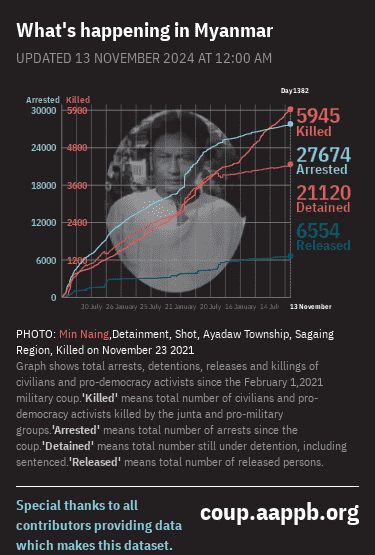 What's happening in Myanmar
UPDATED 13 NOVEMBER 2024 AT 12:00 AM
Day1382
Arrested Killed
30000 5900
24000 4800
18000 3600
12000 2400
6000 1200
0
5945
Killed
27674
Arrested
21120
Detained
6554
Released
30 July 26 January 25 July 21 January 20 July 16 January 14 July 13 November
PHOTO: Min Naing,Detainment, Shot, Ayadaw Township, Sagaing
Region, Killed on November 23 2021
Graph shows total arrests, detentions, releases and killings of
civilians and pro-democracy activists since the February 1,2021
military coup.'Killed' means total number of civilians and pro-
democracy activists killed by the junta and pro-military
groups.'Arrested' means total number of arrests since the
coup.'Detained' means total number still under detention, including
sentenced.'Released' means total number of released persons.
Special thanks to all
contributors providing data
which makes this dataset.
coup.aappb.org